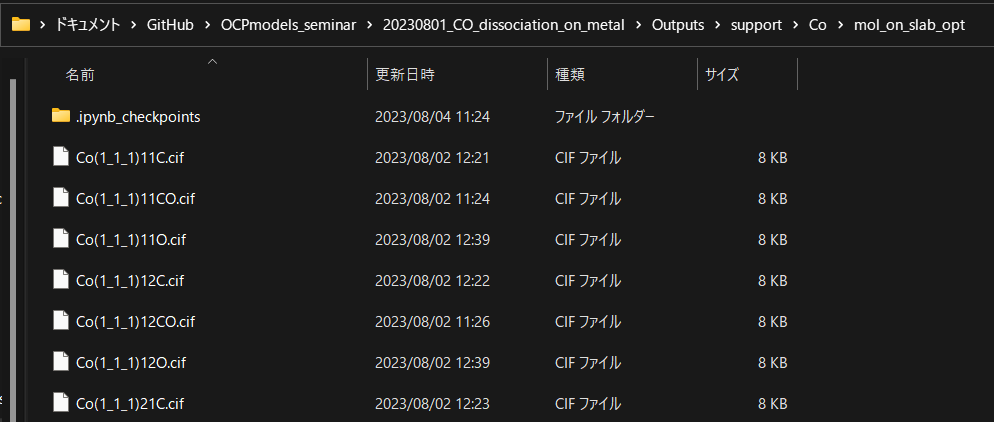 ドキュメント > GitHub > OCPmodels_seminar > 20230801_CO_dissociation_on_metal > Outputs > support > Co > mol_on_slab_opt
名前 更新日時 種類 サイズ
.ipynb_checkpoints 2023/08/04 11:24 ファイル フォルダー
Co(1_1_1)11C.cif 2023/08/02 12:21 CIF ファイル 8 KB
Co(1_1_1)11CO.cif 2023/08/02 11:24 CIF ファイル 8 KB
Co(1_1_1)11O.cif 2023/08/02 12:39 CIF ファイル 8 KB
Co(1_1_1)12C.cif 2023/08/02 12:22 CIF ファイル 8 KB
Co(1_1_1)12CO.cif 2023/08/02 11:26 CIF ファイル 8 KB
Co(1_1_1)12O.cif 2023/08/02 12:39 CIF ファイル 8 KB
Co(1_1_1)21C.cif 2023/08/02 12:23 CIF ファイル 8 KB